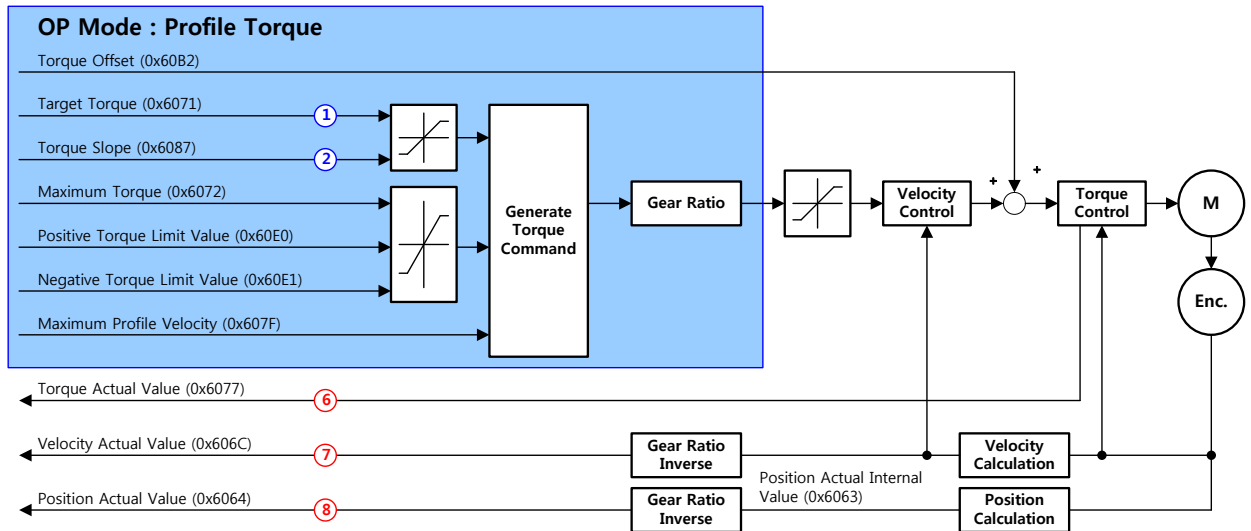 OP Mode : Profile Torque
Torque Offset (0x60B2)
Target Torque (0x6071)
1
Torque Slope (0x6087)
2
Maximum Torque (0x6072)
Positive Torque Limit Value (0x60E0)
Negative Torque Limit Value (0x60E1)
Maximum Profile Velocity (0x607F)
Generate
Torque
Command
Gear Ratio
Velocity
Control
+
+
Torque
Control
M
Enc.
Torque Actual Value (0x6077)
6
Velocity Actual Value (0x606C)
7
Gear Ratio
Inverse
Velocity
Calculation
Position Actual Value (0x6064)
8
Gear Ratio
Inverse
Position Actual Internal
Value (0x6063)
Position
Calculation